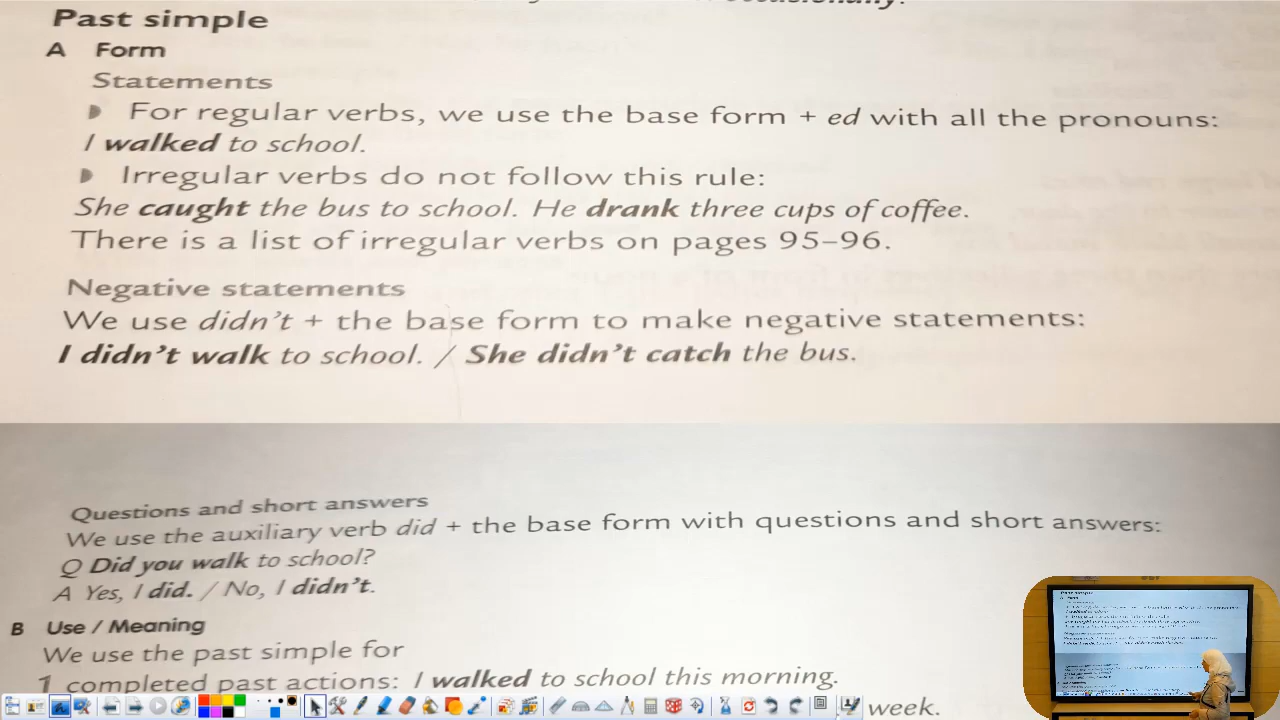 occasionally.
Past simple
A Form
Statements
For regular verbs, we use the base form + ed with all the pronouns:
I walked to school.
Irregular verbs do not follow this rule:
She caught the bus to school. He drank three cups of coffee.
There is a list of irregular verbs on pages 95–96.
Negative statements
We use didn't + the base form to make negative statements:
I didn't walk to school. / She didn't catch the bus.
Questions and short answers
We use the auxiliary verb did + the base form with questions and short answers:
Q Did you walk to school?
A Yes, I did. / No, I didn't.
B Use / Meaning
We use the past simple for
1 completed past actions: I walked to school this morning.
week.